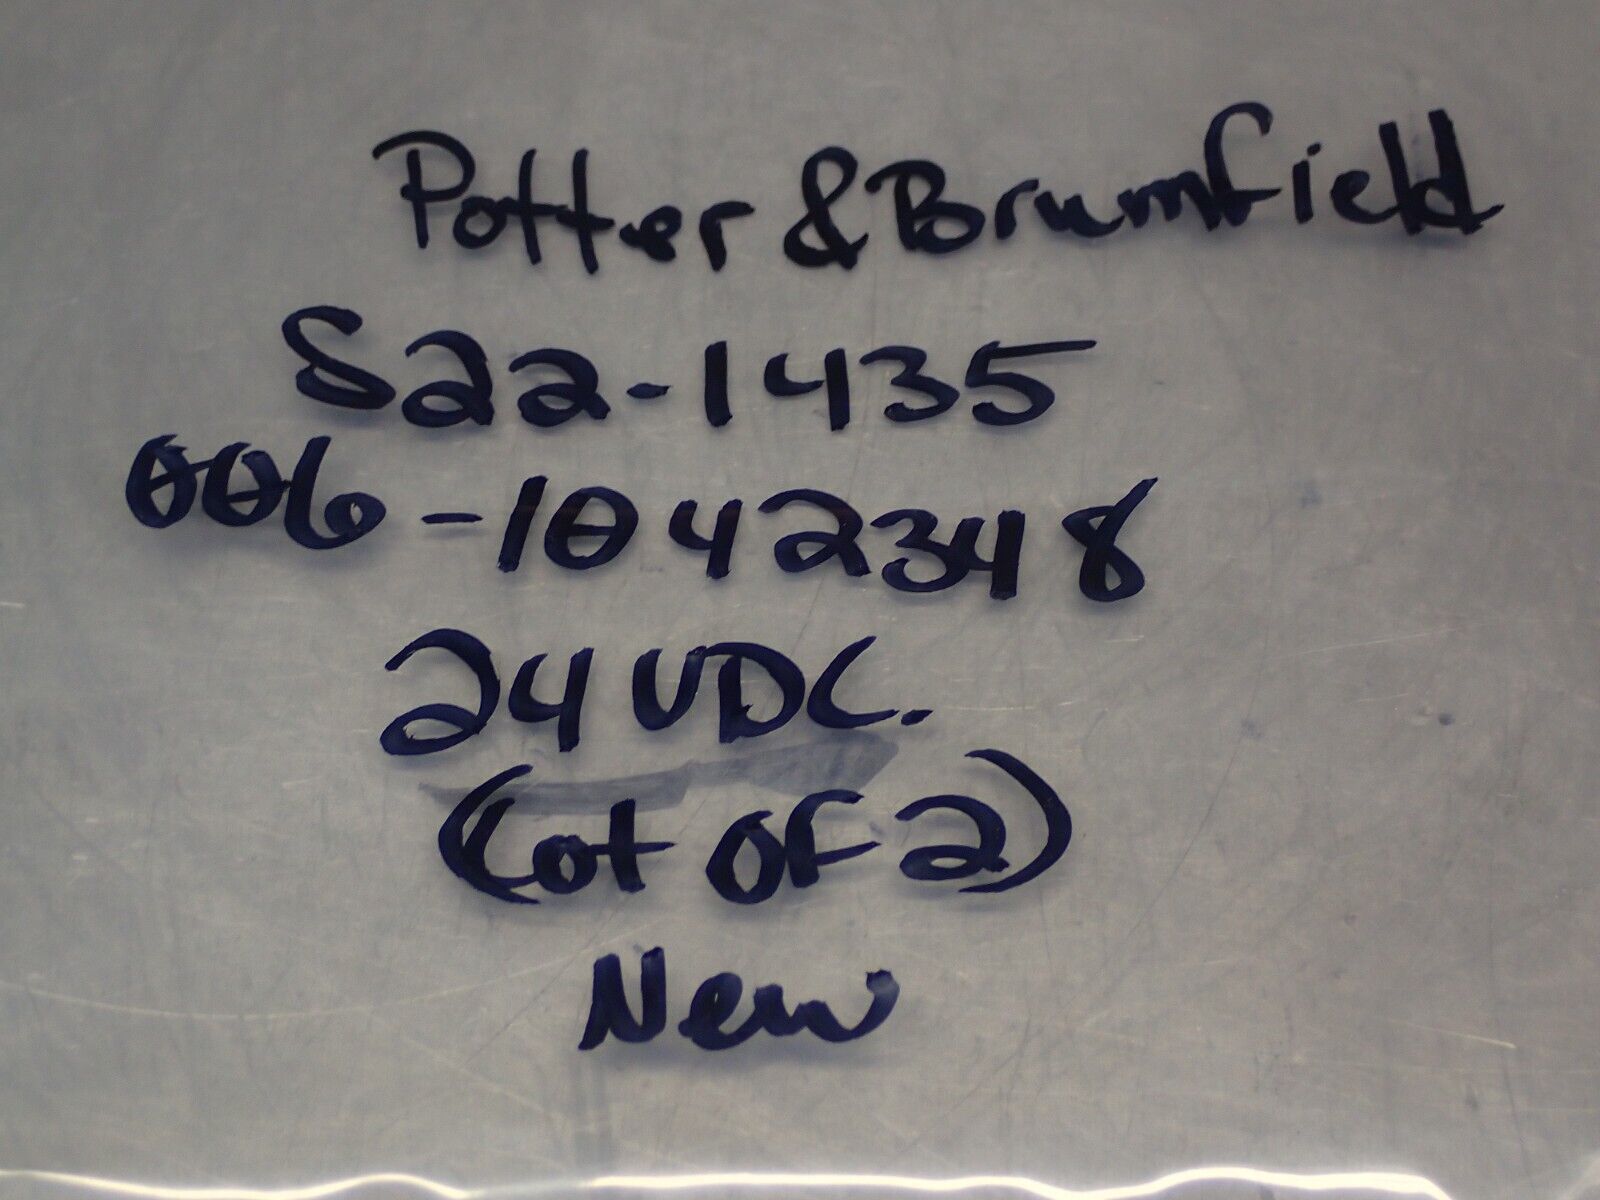 Potter & Brumfield
S22-1435
006-1042348
24 VDC.
(Lot of 2)
New